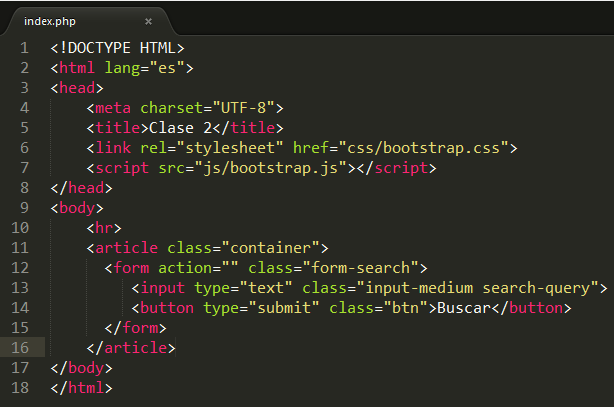 index.php ×
1 <!DOCTYPE HTML>
2 <html lang="es">
3 <head>
4     <meta charset="UTF-8">
5     <title>Clase 2</title>
6     <link rel="stylesheet" href="css/bootstrap.css">
7     <script src="js/bootstrap.js"></script>
8 </head>
9 <body>
10     <hr>
11     <article class="container">
12       <form action="" class="form-search">
13         <input type="text" class="input-medium search-query">
14         <button type="submit" class="btn">Buscar</button>
15       </form>
16     </article>
17 </body>
18 </html>